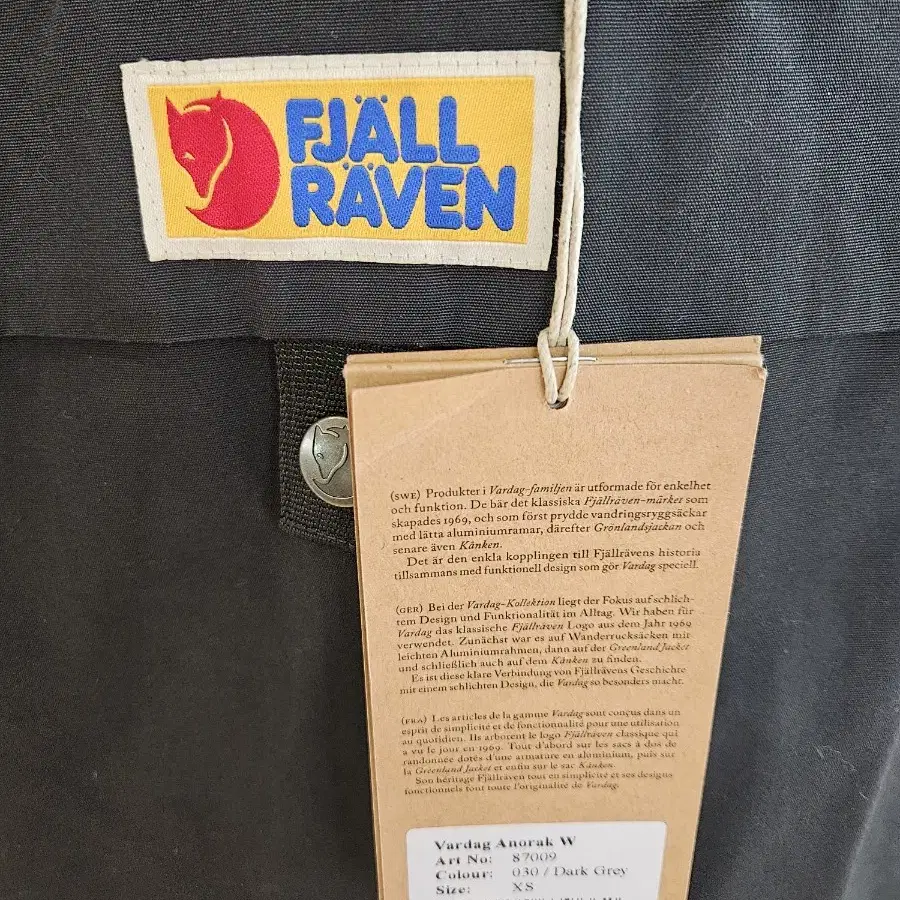 FJÄLL
RÄVEN
(SWE) Produkter i Vardag-familjen är utformade för enkelhet
och funktion. De bär det klassiska Fjällräven-märket som
skapades 1969, och som först prydde vandringsryggsäckar
med lätta aluminiumramar, därefter Grönlandsjackan och
senare även Kånken.
Det är den enkla kopplingen till Fjällrävens historia
tillsammans med funktionell design som gör Vardag speciell.
(GER) Bei der Vardag-Kollektion liegt der Fokus auf schlich-
tem Design und Funktionalität im Alltag. Wir haben für
Vardag das klassische Fjällräven Logo aus dem Jahr 1969
verwendet. Zunächst war es auf Wanderrucksäcken mit
leichten Aluminiumrahmen, dann auf der Greenland Jacket
und schließlich auch auf dem Kånken zu finden.
Es ist diese klare Verbindung von Fjällrävens Geschichte
mit einem schlichten Design, die Vardag so besonders macht.
(FRA) Les articles de la gamme Vardag sont conçus dans un
esprit de simplicité et de fonctionnalité pour une utilisation
au quotidien. Ils arborent le logo Fjällräven classique qui
a vu le jour en 1969. Tout d'abord sur les sacs à dos de
randonnée dotés d'une armature en aluminium, puis sur
la Greenland Jacket et enfin sur le sac Kånken.
Son héritage Fjällräven tout en simplicité et ses designs
fonctionnels font toute l'originalité de Vardag.
Vardag Anorak W
Art No: 87009
Colour: 030 / Dark Grey
Size: XS